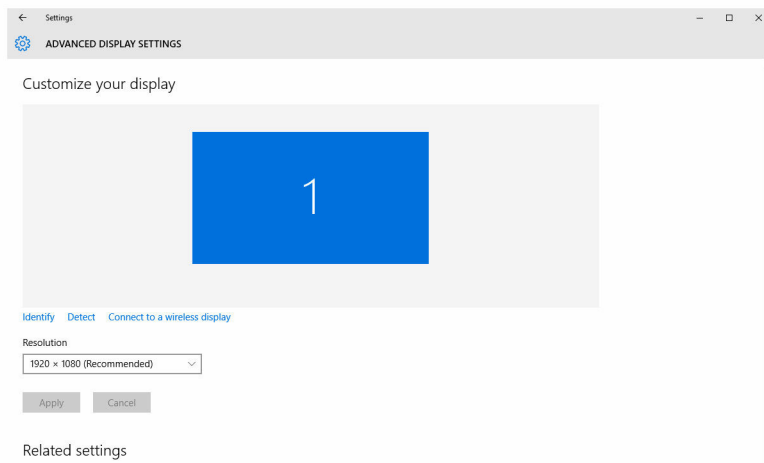 Settings
ADVANCED DISPLAY SETTINGS
Customize your display
1
Identify Detect Connect to a wireless display
Resolution
1920 × 1080 (Recommended)
Apply Cancel
Related settings